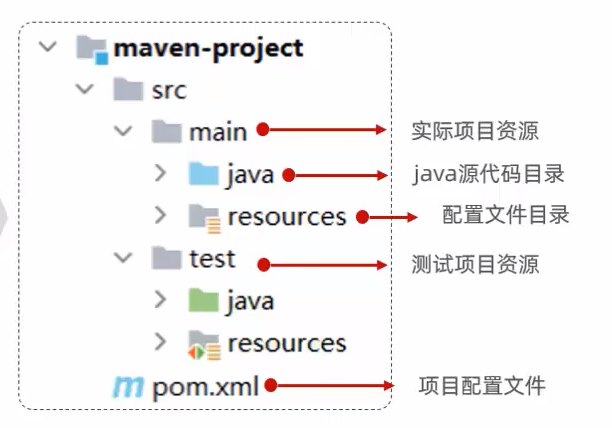 maven-project
src
main 实际项目资源
java java源代码目录
resources 配置文件目录
test 测试项目资源
java
resources
pom.xml 项目配置文件